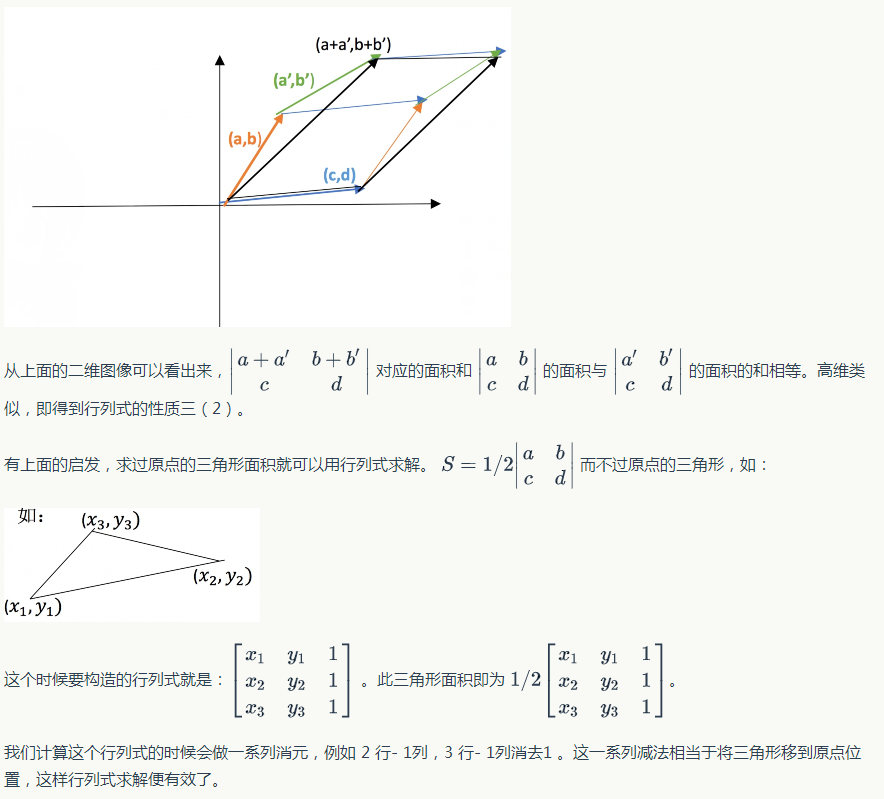 (a+a’,b+b’)
(a’,b’)
(a,b)
(c,d)
从上面的二维图像可以看出来，$\begin{vmatrix} a+a' & b+b' \\ c & d \end{vmatrix}$ 对应的面积和 $\begin{vmatrix} a & b \\ c & d \end{vmatrix}$ 的面积与 $\begin{vmatrix} a' & b' \\ c & d \end{vmatrix}$ 的面积的和相等。高维类
似，即得到行列式的性质三（2）。
有上面的启发，求过原点的三角形面积就可以用行列式求解。 $S = 1/2 \begin{vmatrix} a & b \\ c & d \end{vmatrix}$ 而不过原点的三角形，如：
如：
(x₃, y₃)
(x₂, y₂)
(x₁, y₁)
这个时候要构造的行列式就是：$\begin{bmatrix} x_1 & y_1 & 1 \\ x_2 & y_2 & 1 \\ x_3 & y_3 & 1 \end{bmatrix}$ 。此三角形面积即为 $1/2 \begin{bmatrix} x_1 & y_1 & 1 \\ x_2 & y_2 & 1 \\ x_3 & y_3 & 1 \end{bmatrix}$ 。
我们计算这个行列式的时候会做一系列消元，例如 2 行- 1列，3 行- 1列消去1 。这一系列减法相当于将三角形移到原点位
置，这样行列式求解便有效了。